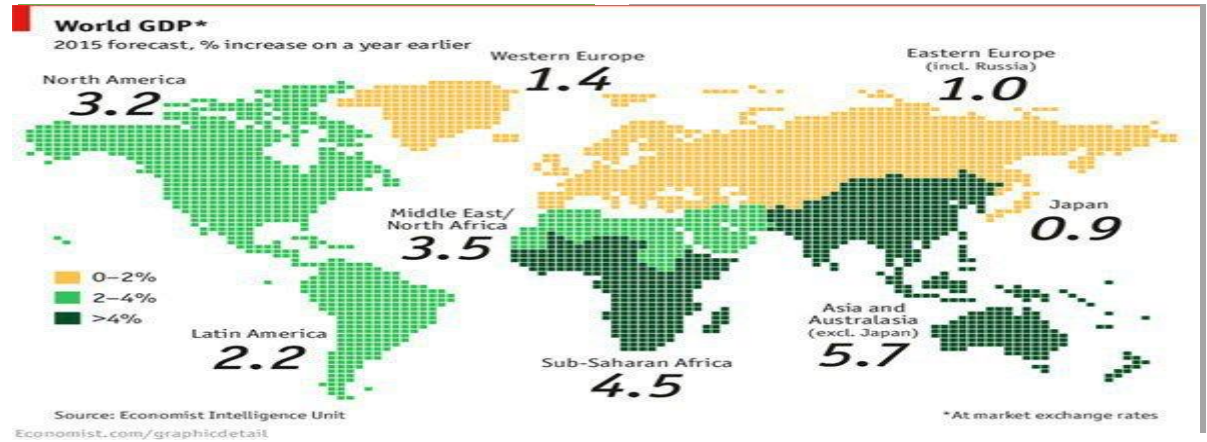 World GDP*
2015 forecast, % increase on a year earlier
North America
3.2
Western Europe
1.4
Eastern Europe
(incl. Russia)
1.0
Middle East/
North Africa
3.5
Japan
0.9
0–2%
2–4%
>4%
Latin America
2.2
Sub-Saharan Africa
4.5
Asia and
Australasia
(excl. Japan)
5.7
Source: Economist Intelligence Unit
*At market exchange rates
Economist.com/graphicdetail